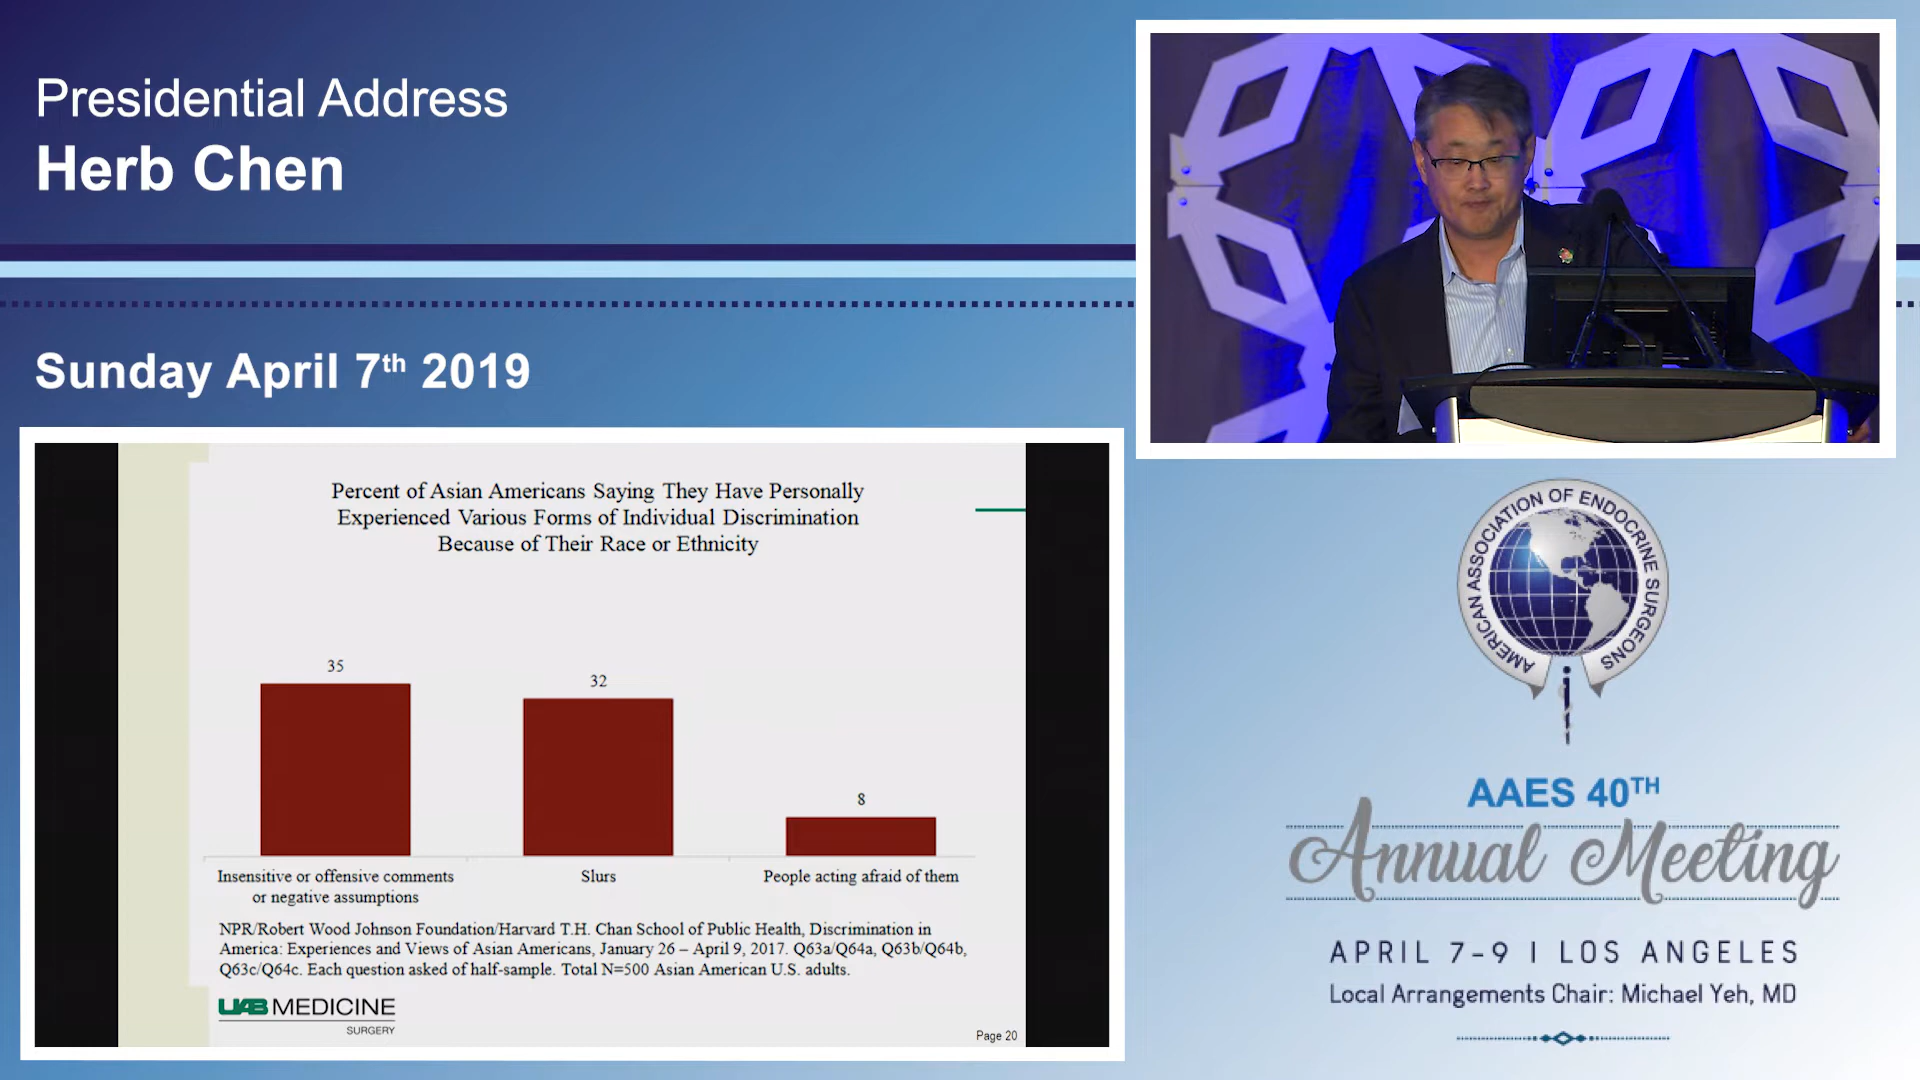 Presidential Address
Herb Chen
Sunday April 7th 2019
Percent of Asian Americans Saying They Have Personally
Experienced Various Forms of Individual Discrimination
Because of Their Race or Ethnicity
35
32
8
Insensitive or offensive comments
or negative assumptions
Slurs
People acting afraid of them
NPR/Robert Wood Johnson Foundation/Harvard T.H. Chan School of Public Health, Discrimination in
America: Experiences and Views of Asian Americans, January 26 – April 9, 2017. Q63a/Q64a, Q63b/Q64b,
Q63c/Q64c. Each question asked of half-sample. Total N=500 Asian American U.S. adults.
UAB MEDICINE
SURGERY
Page 20
AMERICAN ASSOCIATION OF ENDOCRINE SURGEONS
AAES 40TH
Annual Meeting
APRIL 7-9 | LOS ANGELES
Local Arrangements Chair: Michael Yeh, MD